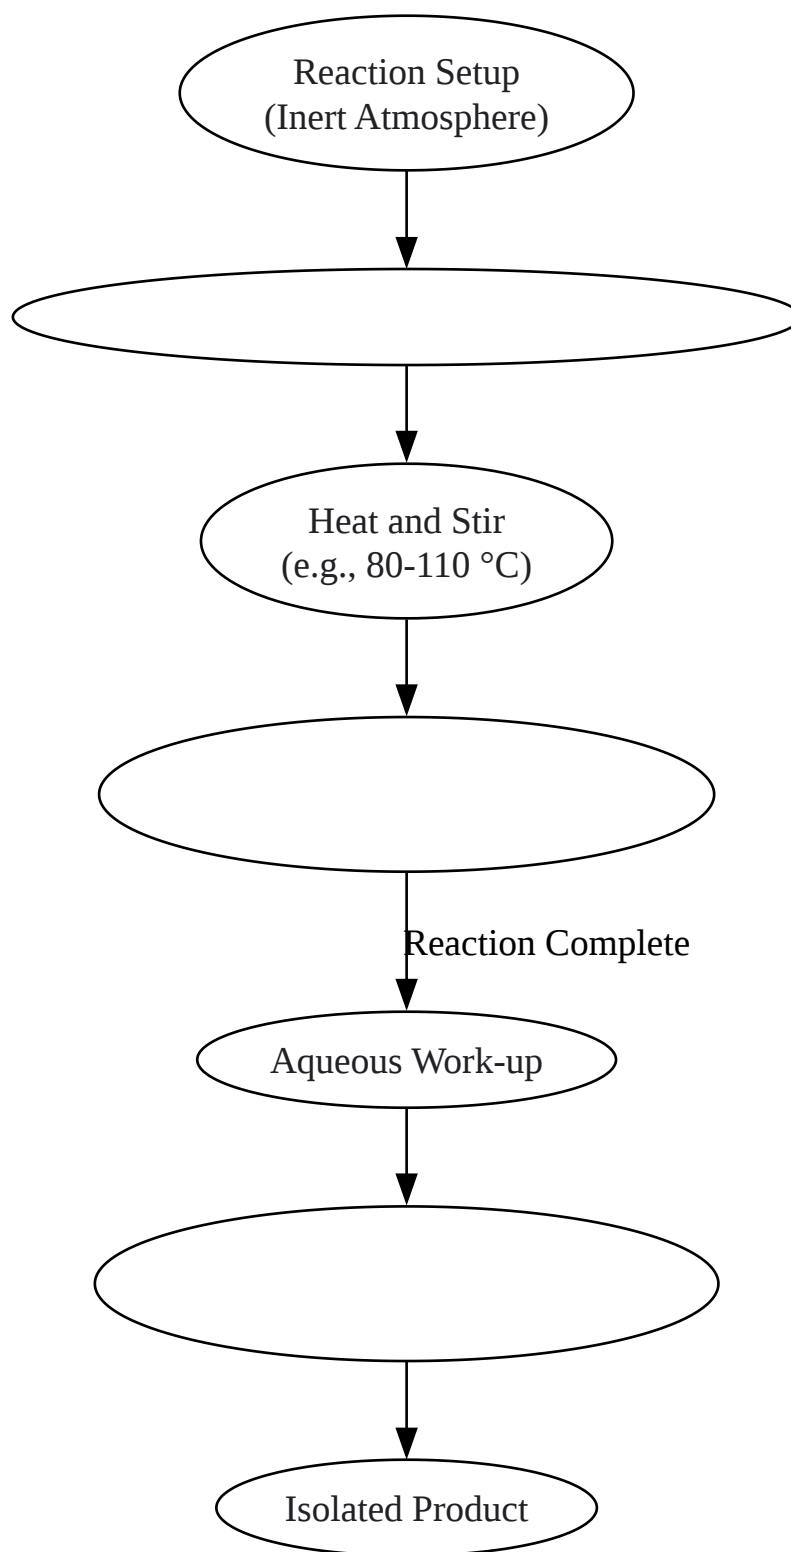 Reaction Setup
(Inert Atmosphere)
Heat and Stir
(e.g., 80-110 °C)
Reaction Complete
Aqueous Work-up
Isolated Product